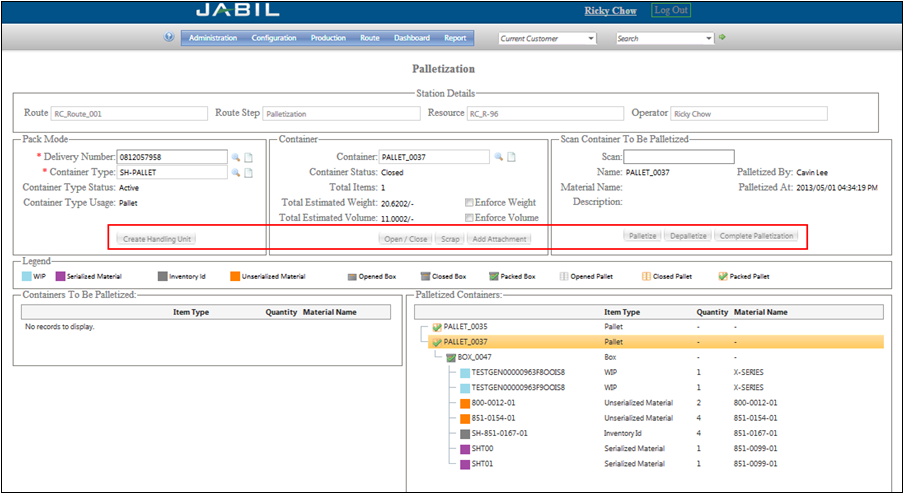 JABIL
Ricky Chow Log Out
Administration Configuration Production Route Dashboard Report Current Customer Search
Palletization
Station Details
Route RC_Route_001 Route Step Palletization Resource RC_R-96 Operator Ricky Chow
Pack Mode
* Delivery Number: 0812057958
* Container Type: SH-PALLET
Container Type Status: Active
Container Type Usage: Pallet
Create Handling Unit
Container
Container: PALLET_0037
Container Status: Closed
Total Items: 1
Total Estimated Weight: 20.6202/- Enforce Weight
Total Estimated Volume: 11.0002/- Enforce Volume
Open / Close Scrap Add Attachment
Scan Container To Be Palletized
Scan:
Name: PALLET_0037 Palletized By: Cavin Lee
Material Name: Palletized At: 2013/05/01 04:34:19 PM
Description:
Palletize Depalletize Complete Palletization
Legend
WIP Serialized Material Inventory Id Unserialized Material Opened Box Closed Box Packed Box Opened Pallet Closed Pallet Packed Pallet
Containers To Be Palletized:
Item Type Quantity Material Name
No records to display.
Palletized Containers:
Item Type Quantity Material Name
PALLET_0035 Pallet - -
PALLET_0037 Pallet - -
BOX_0047 Box - -
TESTGEN00000963F8OOIS8 WIP 1 X-SERIES
TESTGEN00000963F9OOIS8 WIP 1 X-SERIES
800-0012-01 Unserialized Material 2 800-0012-01
851-0154-01 Unserialized Material 4 851-0154-01
SH-851-0167-01 Inventory Id 4 851-0167-01
SHT00 Serialized Material 1 851-0099-01
SHT01 Serialized Material 1 851-0099-01